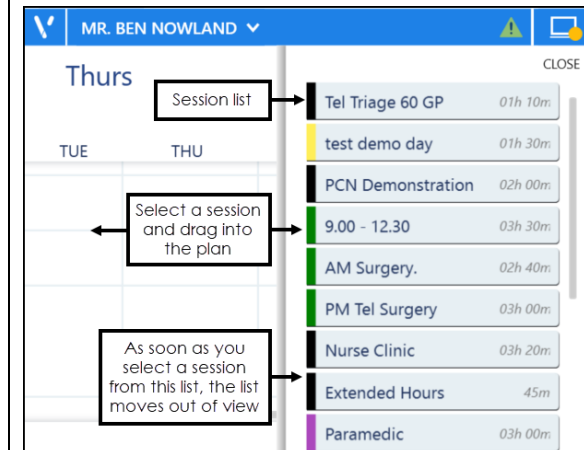 MR. BEN NOWLAND
CLOSE
Thurs
Session list
TUE THU
Select a session
and drag into
the plan
As soon as you
select a session
from this list, the list
moves out of view
Tel Triage 60 GP 01h 10m
test demo day 01h 30m
PCN Demonstration 02h 00m
9.00 - 12.30 03h 30m
AM Surgery. 02h 40m
PM Tel Surgery 03h 00m
Nurse Clinic 03h 20m
Extended Hours 45m
Paramedic 03h 00m